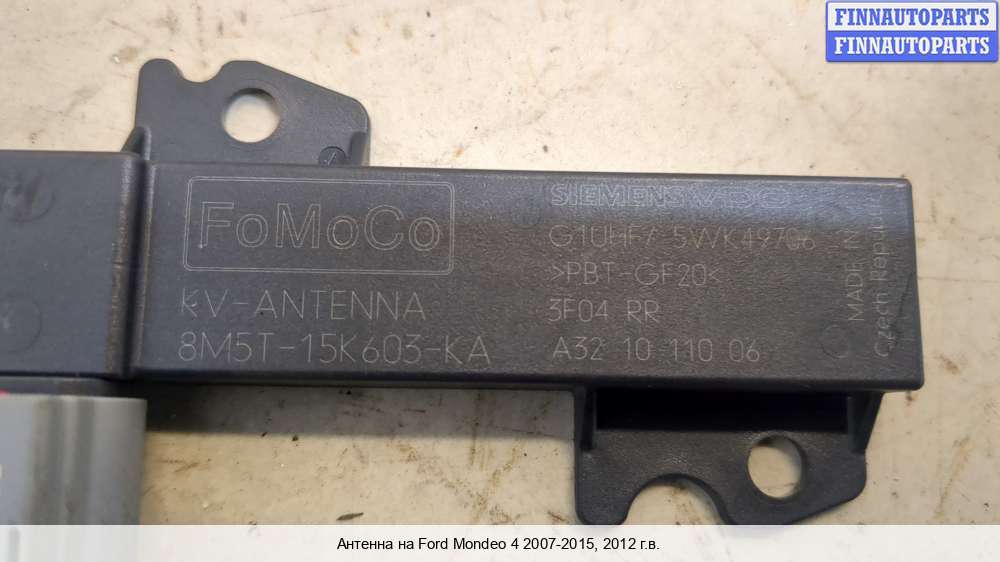 FINNAUTOPARTS
FINNAUTOPARTS
FoMoCo
KV-ANTENNA
8M5T-15K603-KA
SIEMENS VDO
G1UHF/ 5WK49706
>PBT-GF20<
3F04 RR
A32 10 110 06
MADE IN
Czech Republic
Антенна на Ford Mondeo 4 2007-2015, 2012 г.в.